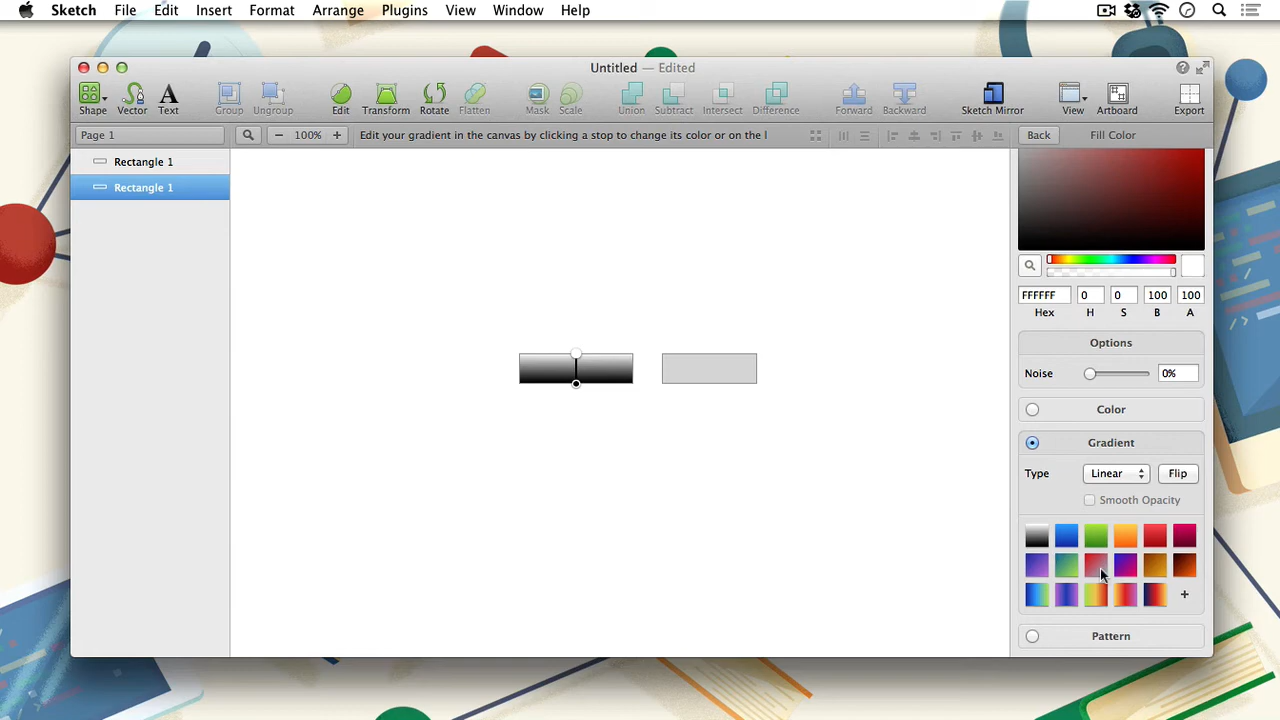 Sketch File Edit Insert Format Arrange Plugins View Window Help
Untitled — Edited
Shape Vector Text Group Ungroup Edit Transform Rotate Flatten Mask Scale Union Subtract Intersect Difference Forward Backward Sketch Mirror View Artboard Export
Page 1 100% Edit your gradient in the canvas by clicking a stop to change its color or on the l Back Fill Color
Rectangle 1
Rectangle 1
FFFFFF 0 0 100 100
Hex H S B A
Options
Noise 0%
Color
Gradient
Type Linear Flip
Smooth Opacity
Pattern